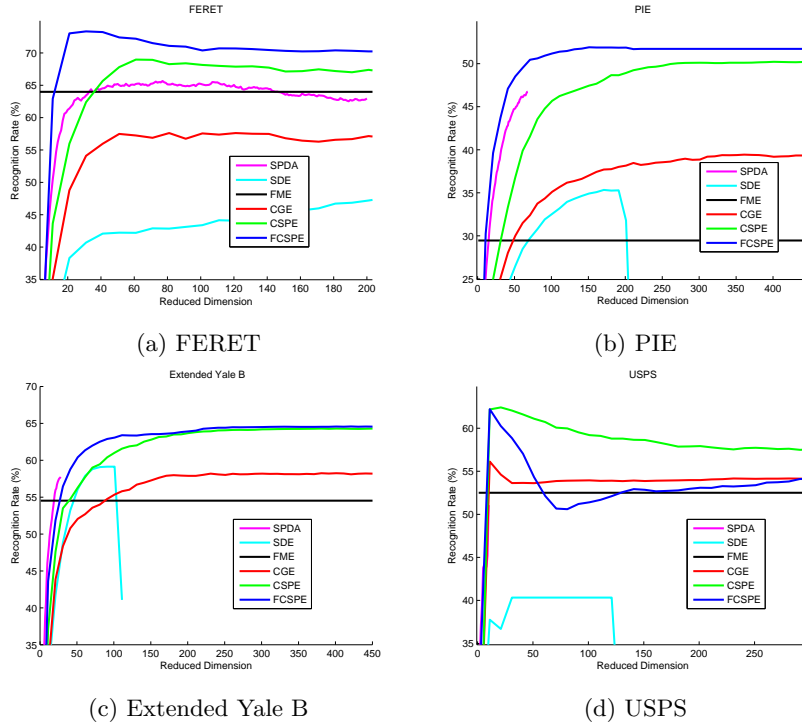 FERET
Recognition Rate (%)
70
65
60
55
50
45
40
35
20 40 60 80 100 120 140 160 180 200
Reduced Dimension
SPDA
SDE
FME
CGE
CSPE
FCSPE
(a) FERET
PIE
Recognition Rate (%)
50
45
40
35
30
25
0 50 100 150 200 250 300 350 400
Reduced Dimension
SPDA
SDE
FME
CGE
CSPE
FCSPE
(b) PIE
Extended Yale B
Recognition Rate (%)
70
65
60
55
50
45
40
35
0 50 100 150 200 250 300 350 400 450
Reduced Dimension
SPDA
SDE
FME
CGE
CSPE
FCSPE
(c) Extended Yale B
USPS
Recognition Rate (%)
60
55
50
45
40
35
0 50 100 150 200 250
Reduced Dimension
SPDA
SDE
FME
CGE
CSPE
FCSPE
(d) USPS